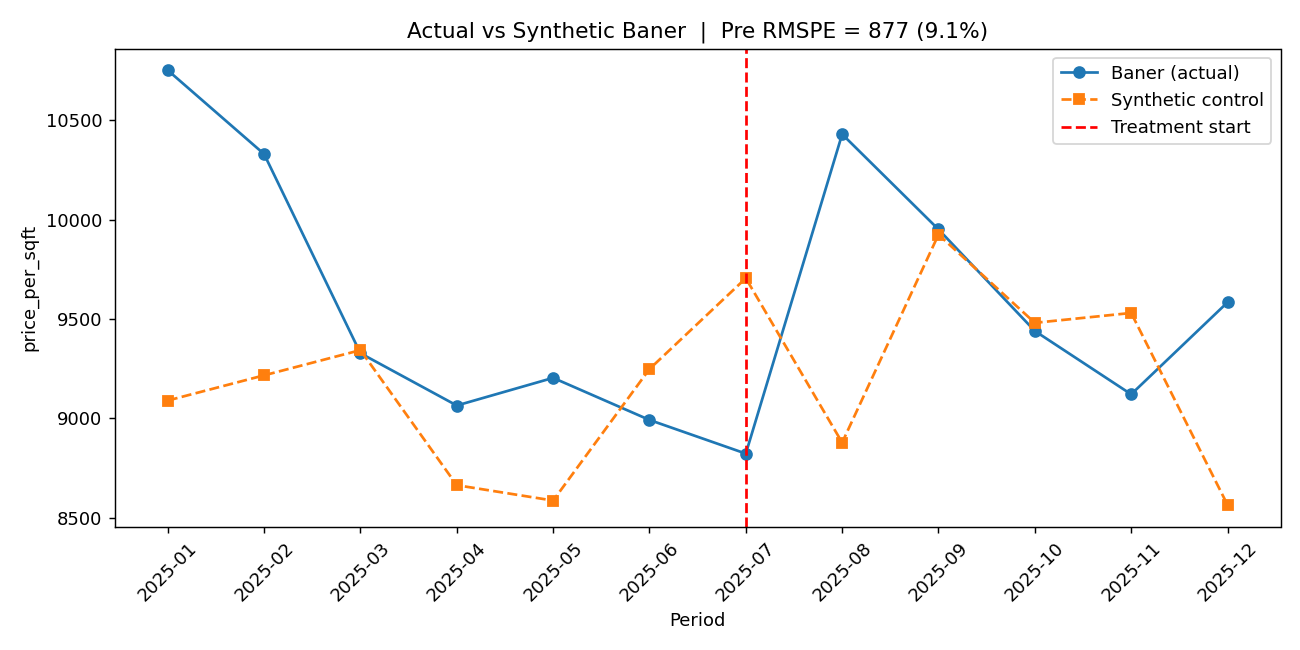 Actual vs Synthetic Baner | Pre RMSPE = 877 (9.1%)
Baner (actual)
Synthetic control
Treatment start
price_per_sqft
10500
10000
9500
9000
8500
2025-01
2025-02
2025-03
2025-04
2025-05
2025-06
2025-07
2025-08
2025-09
2025-10
2025-11
2025-12
Period